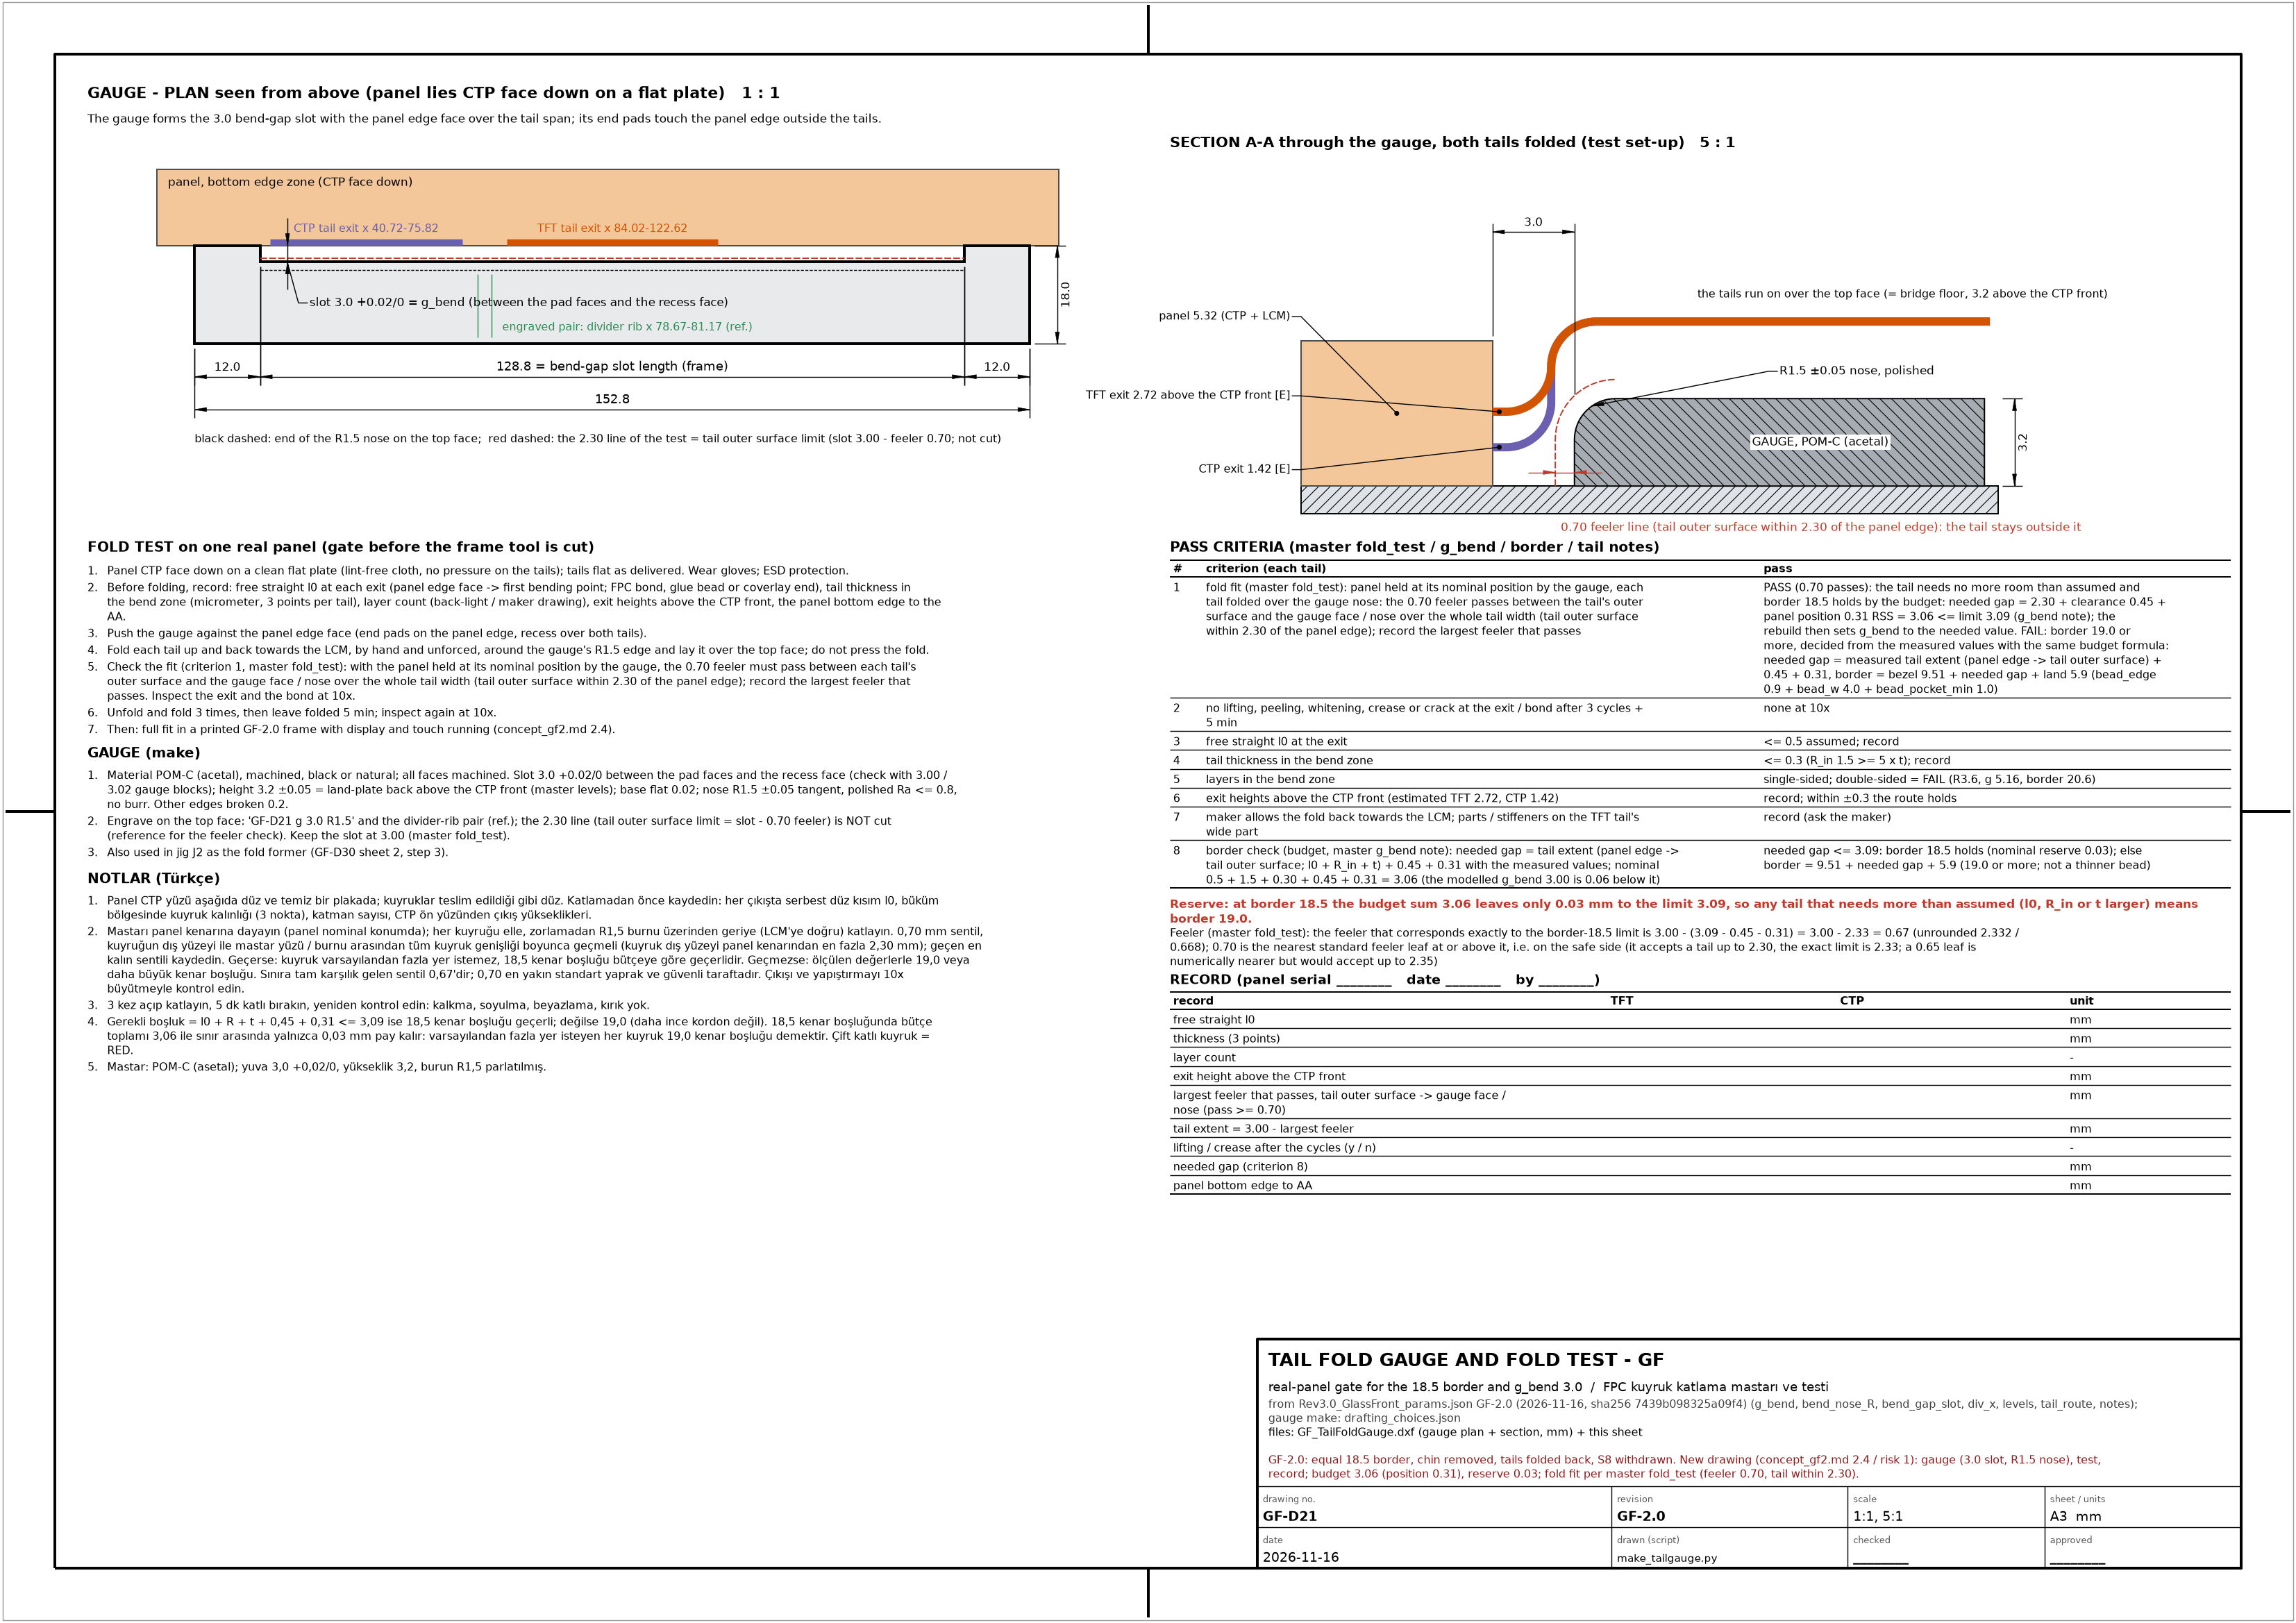 GAUGE - PLAN seen from above (panel lies CTP face down on a flat plate)   1 : 1
The gauge forms the 3.0 bend-gap slot with the panel edge face over the tail span; its end pads touch the panel edge outside the tails.
panel, bottom edge zone (CTP face down)
CTP tail exit x 40.72-75.82
TFT tail exit x 84.02-122.62
slot 3.0 +0.02/0 = g_bend (between the pad faces and the recess face)
engraved pair: divider rib x 78.67-81.17 (ref.)
18.0
12.0
128.8 = bend-gap slot length (frame)
12.0
152.8
black dashed: end of the R1.5 nose on the top face;  red dashed: the 2.30 line of the test = tail outer surface limit (slot 3.00 - feeler 0.70; not cut)
SECTION A-A through the gauge, both tails folded (test set-up)   5 : 1
3.0
the tails run on over the top face (= bridge floor, 3.2 above the CTP front)
panel 5.32 (CTP + LCM)
R1.5 ±0.05 nose, polished
TFT exit 2.72 above the CTP front [E]
GAUGE, POM-C (acetal)
3.2
CTP exit 1.42 [E]
0.70 feeler line (tail outer surface within 2.30 of the panel edge): the tail stays outside it
FOLD TEST on one real panel (gate before the frame tool is cut)
1. Panel CTP face down on a clean flat plate (lint-free cloth, no pressure on the tails); tails flat as delivered. Wear gloves; ESD protection.
2. Before folding, record: free straight l0 at each exit (panel edge face -> first bending point; FPC bond, glue bead or coverlay end), tail thickness in
the bend zone (micrometer, 3 points per tail), layer count (back-light / maker drawing), exit heights above the CTP front, the panel bottom edge to the
AA.
3. Push the gauge against the panel edge face (end pads on the panel edge, recess over both tails).
4. Fold each tail up and back towards the LCM, by hand and unforced, around the gauge's R1.5 edge and lay it over the top face; do not press the fold.
5. Check the fit (criterion 1, master fold_test): with the panel held at its nominal position by the gauge, the 0.70 feeler must pass between each tail's
outer surface and the gauge face / nose over the whole tail width (tail outer surface within 2.30 of the panel edge); record the largest feeler that
passes. Inspect the exit and the bond at 10x.
6. Unfold and fold 3 times, then leave folded 5 min; inspect again at 10x.
7. Then: full fit in a printed GF-2.0 frame with display and touch running (concept_gf2.md 2.4).
GAUGE (make)
1. Material POM-C (acetal), machined, black or natural; all faces machined. Slot 3.0 +0.02/0 between the pad faces and the recess face (check with 3.00 /
3.02 gauge blocks); height 3.2 ±0.05 = land-plate back above the CTP front (master levels); base flat 0.02; nose R1.5 ±0.05 tangent, polished Ra <= 0.8,
no burr. Other edges broken 0.2.
2. Engrave on the top face: 'GF-D21 g 3.0 R1.5' and the divider-rib pair (ref.); the 2.30 line (tail outer surface limit = slot - 0.70 feeler) is NOT cut
(reference for the feeler check). Keep the slot at 3.00 (master fold_test).
3. Also used in jig J2 as the fold former (GF-D30 sheet 2, step 3).
NOTLAR (Türkçe)
1. Panel CTP yüzü aşağıda düz ve temiz bir plakada; kuyruklar teslim edildiği gibi düz. Katlamadan önce kaydedin: her çıkışta serbest düz kısım l0, büküm
bölgesinde kuyruk kalınlığı (3 nokta), katman sayısı, CTP ön yüzünden çıkış yükseklikleri.
2. Mastarı panel kenarına dayayın (panel nominal konumda); her kuyruğu elle, zorlamadan R1,5 burnu üzerinden geriye (LCM'ye doğru) katlayın. 0,70 mm sentil,
kuyruğun dış yüzeyi ile mastar yüzü / burnu arasından tüm kuyruk genişliği boyunca geçmeli (kuyruk dış yüzeyi panel kenarından en fazla 2,30 mm); geçen en
kalın sentili kaydedin. Geçerse: kuyruk varsayılandan fazla yer istemez, 18,5 kenar boşluğu bütçeye göre geçerlidir. Geçmezse: ölçülen değerlerle 19,0 veya
daha büyük kenar boşluğu. Sınıra tam karşılık gelen sentil 0,67'dir; 0,70 en yakın standart yaprak ve güvenli taraftadır. Çıkışı ve yapıştırmayı 10x
büyütmeyle kontrol edin.
3. 3 kez açıp katlayın, 5 dk katlı bırakın, yeniden kontrol edin: kalkma, soyulma, beyazlama, kırık yok.
4. Gerekli boşluk = l0 + R + t + 0,45 + 0,31 <= 3,09 ise 18,5 kenar boşluğu geçerli; değilse 19,0 (daha ince kordon değil). 18,5 kenar boşluğunda bütçe
toplamı 3,06 ile sınır arasında yalnızca 0,03 mm pay kalır: varsayılandan fazla yer isteyen her kuyruk 19,0 kenar boşluğu demektir. Çift katlı kuyruk =
RED.
5. Mastar: POM-C (asetal); yuva 3,0 +0,02/0, yükseklik 3,2, burun R1,5 parlatılmış.
PASS CRITERIA (master fold_test / g_bend / border / tail notes)
# criterion (each tail) pass
1 fold fit (master fold_test): panel held at its nominal position by the gauge, each PASS (0.70 passes): the tail needs no more room than assumed and
tail folded over the gauge nose: the 0.70 feeler passes between the tail's outer border 18.5 holds by the budget: needed gap = 2.30 + clearance 0.45 +
surface and the gauge face / nose over the whole tail width (tail outer surface panel position 0.31 RSS = 3.06 <= limit 3.09 (g_bend note); the
within 2.30 of the panel edge); record the largest feeler that passes rebuild then sets g_bend to the needed value. FAIL: border 19.0 or
more, decided from the measured values with the same budget formula:
needed gap = measured tail extent (panel edge -> tail outer surface) +
0.45 + 0.31, border = bezel 9.51 + needed gap + land 5.9 (bead_edge
0.9 + bead_w 4.0 + bead_pocket_min 1.0)
2 no lifting, peeling, whitening, crease or crack at the exit / bond after 3 cycles + none at 10x
5 min
3 free straight l0 at the exit <= 0.5 assumed; record
4 tail thickness in the bend zone <= 0.3 (R_in 1.5 >= 5 x t); record
5 layers in the bend zone single-sided; double-sided = FAIL (R3.6, g 5.16, border 20.6)
6 exit heights above the CTP front (estimated TFT 2.72, CTP 1.42) record; within ±0.3 the route holds
7 maker allows the fold back towards the LCM; parts / stiffeners on the TFT tail's record (ask the maker)
wide part
8 border check (budget, master g_bend note): needed gap = tail extent (panel edge -> needed gap <= 3.09: border 18.5 holds (nominal reserve 0.03); else
tail outer surface; l0 + R_in + t) + 0.45 + 0.31 with the measured values; nominal border = 9.51 + needed gap + 5.9 (19.0 or more; not a thinner bead)
0.5 + 1.5 + 0.30 + 0.45 + 0.31 = 3.06 (the modelled g_bend 3.00 is 0.06 below it)
Reserve: at border 18.5 the budget sum 3.06 leaves only 0.03 mm to the limit 3.09, so any tail that needs more than assumed (l0, R_in or t larger) means
border 19.0.
Feeler (master fold_test): the feeler that corresponds exactly to the border-18.5 limit is 3.00 - (3.09 - 0.45 - 0.31) = 3.00 - 2.33 = 0.67 (unrounded 2.332 /
0.668); 0.70 is the nearest standard feeler leaf at or above it, i.e. on the safe side (it accepts a tail up to 2.30, the exact limit is 2.33; a 0.65 leaf is
numerically nearer but would accept up to 2.35)
RECORD (panel serial ________   date ________   by ________)
record TFT CTP unit
free straight l0 mm
thickness (3 points) mm
layer count -
exit height above the CTP front mm
largest feeler that passes, tail outer surface -> gauge face / mm
nose (pass >= 0.70)
tail extent = 3.00 - largest feeler mm
lifting / crease after the cycles (y / n) -
needed gap (criterion 8) mm
panel bottom edge to AA mm
TAIL FOLD GAUGE AND FOLD TEST - GF
real-panel gate for the 18.5 border and g_bend 3.0  /  FPC kuyruk katlama mastarı ve testi
from Rev3.0_GlassFront_params.json GF-2.0 (2026-11-16, sha256 7439b098325a09f4) (g_bend, bend_nose_R, bend_gap_slot, div_x, levels, tail_route, notes);
gauge make: drafting_choices.json
files: GF_TailFoldGauge.dxf (gauge plan + section, mm) + this sheet
GF-2.0: equal 18.5 border, chin removed, tails folded back, S8 withdrawn. New drawing (concept_gf2.md 2.4 / risk 1): gauge (3.0 slot, R1.5 nose), test,
record; budget 3.06 (position 0.31), reserve 0.03; fold fit per master fold_test (feeler 0.70, tail within 2.30).
drawing no. revision scale sheet / units
GF-D21 GF-2.0 1:1, 5:1 A3  mm
date drawn (script) checked approved
2026-11-16 make_tailgauge.py ________ ________